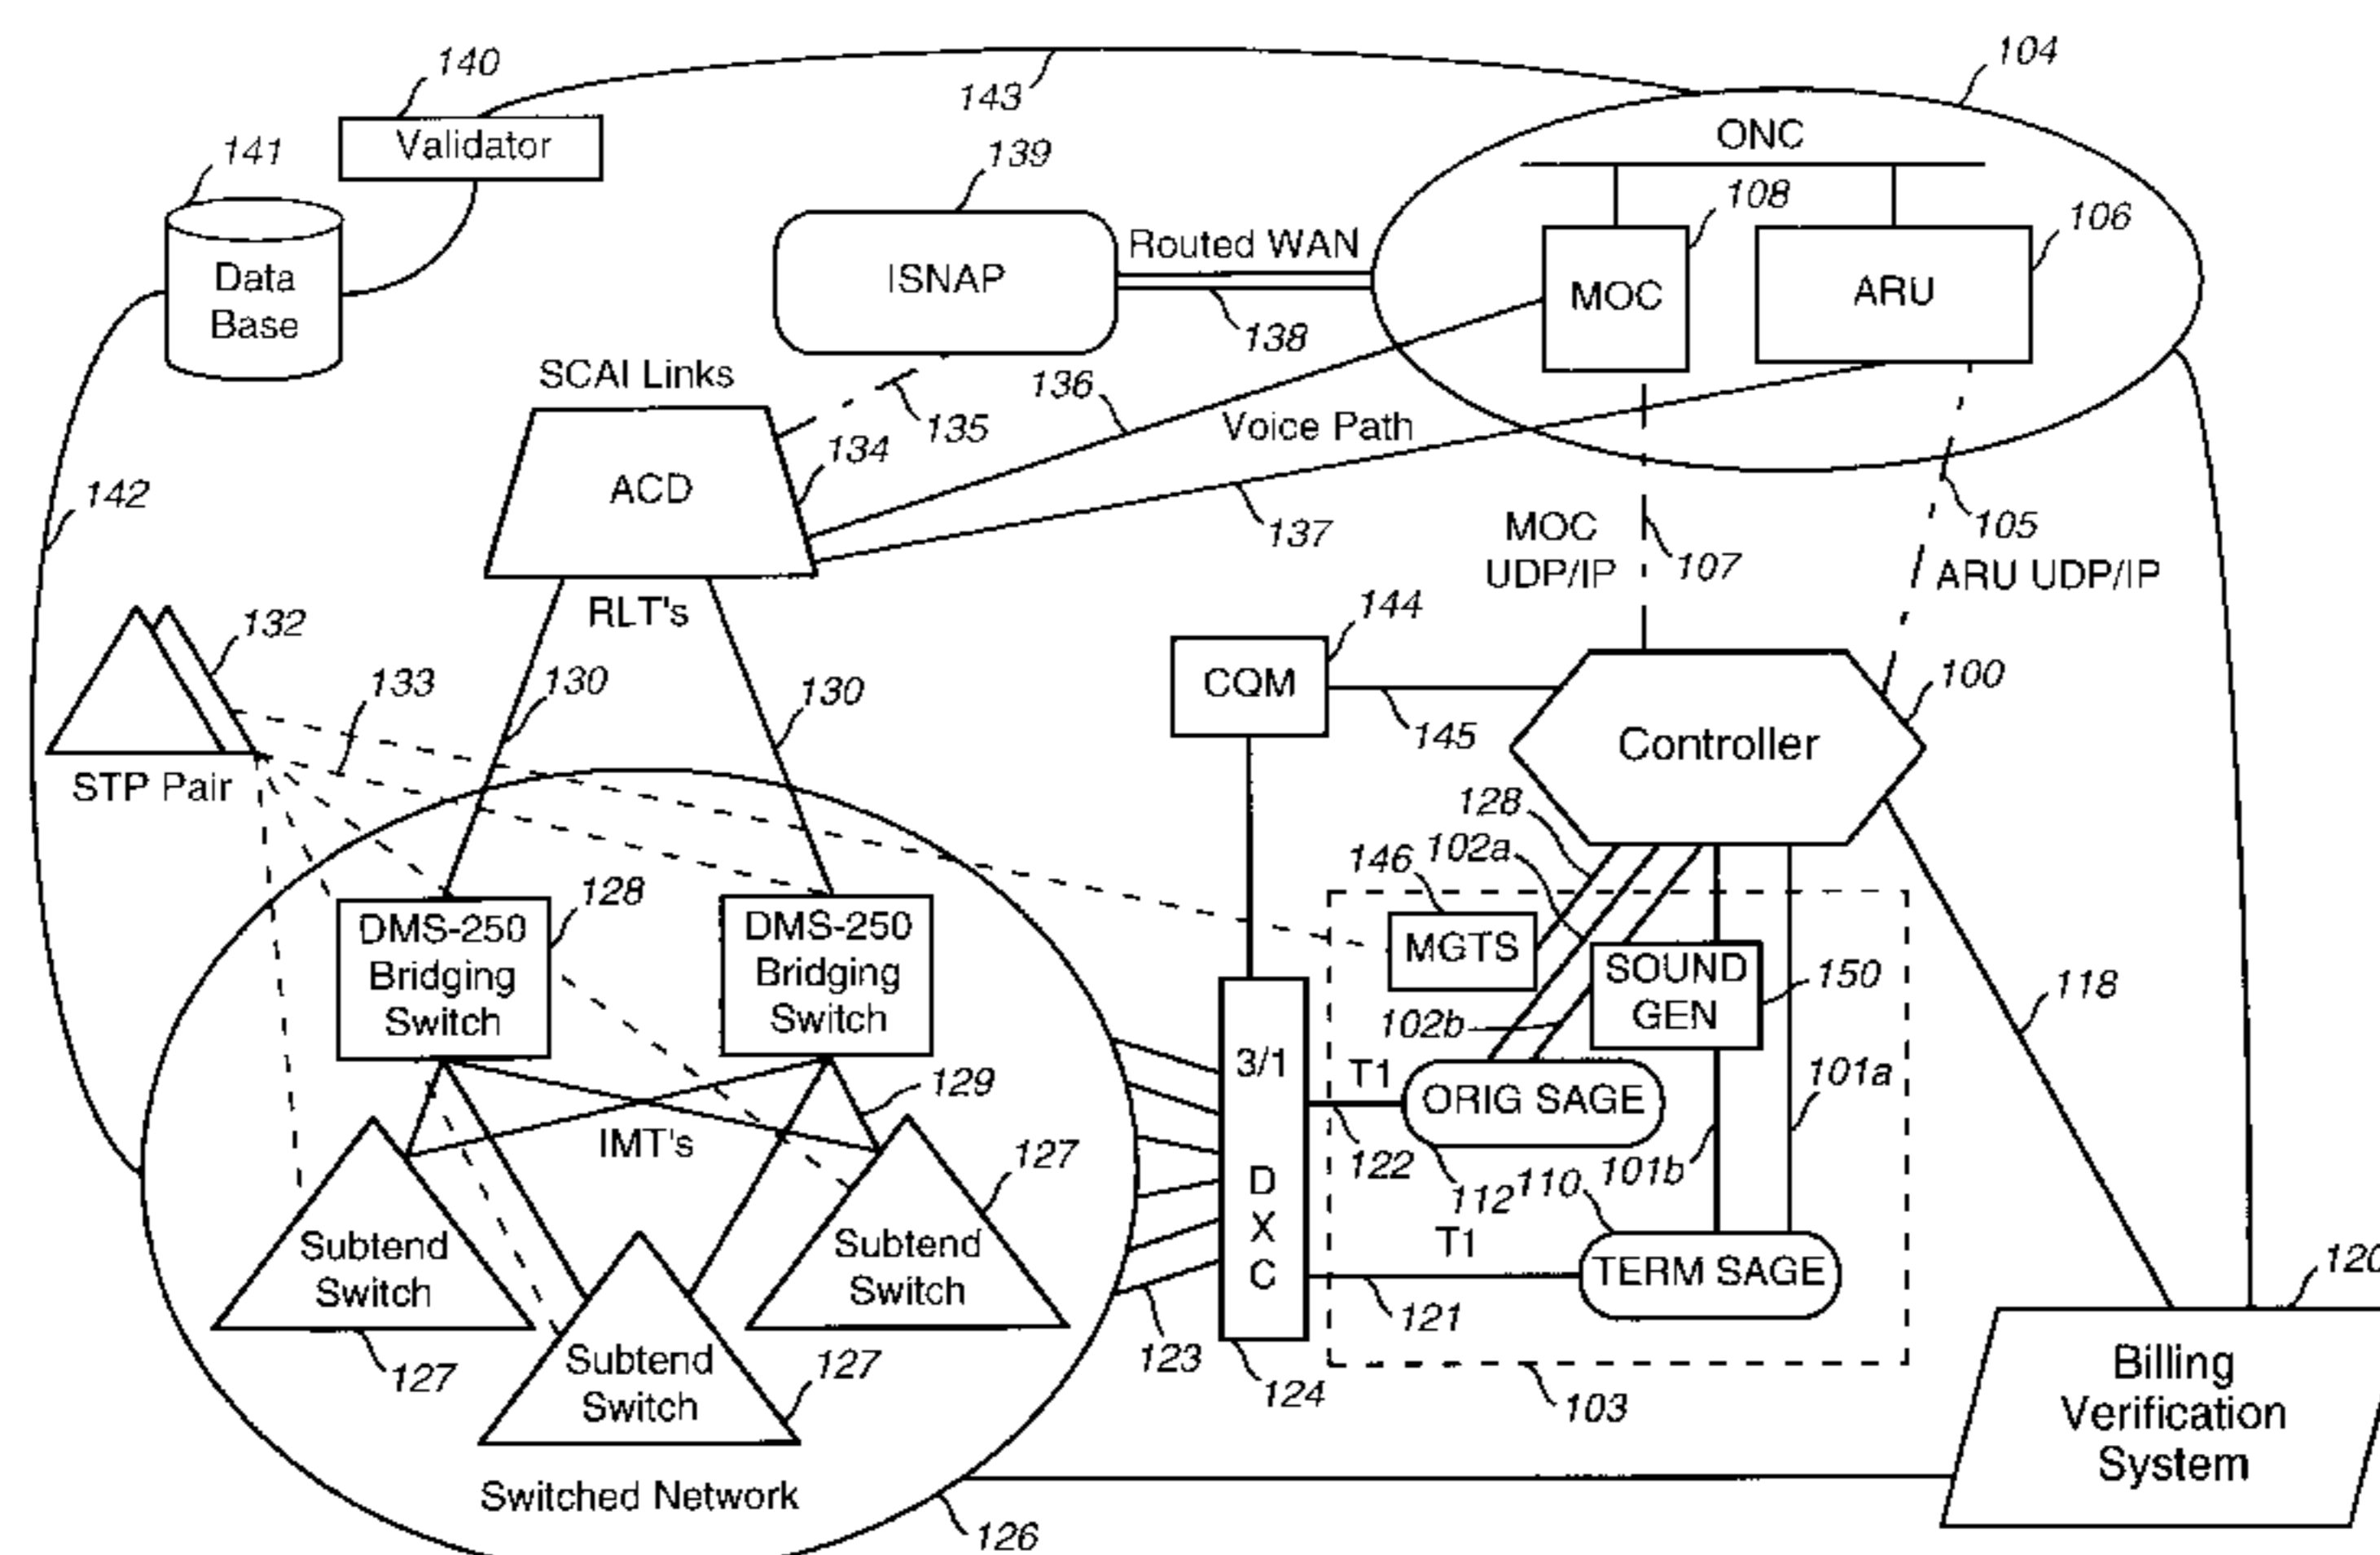 140
143
104
Validator
141
139
ONC
108
106
Data
Base
ISNAP
Routed WAN
138
MOC
ARU
SCAI Links
135
136
Voice Path
134
ACD
137
142
MOC
UDP/IP
107
105
ARU UDP/IP
RLT's
132
133
130
130
144
CQM
145
100
Controller
STP Pair
128
102a
146
MGTS
SOUND
GEN
150
102b
118
DMS-250
Bridging
Switch
128
DMS-250
Bridging
Switch
129
IMT's
3/1
D
X
C
T1
ORIG SAGE
101a
122
112
110
101b
127
Subtend
Switch
127
Subtend
Switch
127
Subtend
Switch
T1
TERM SAGE
121
123
124
103
120
Billing
Verification
System
Switched Network
126